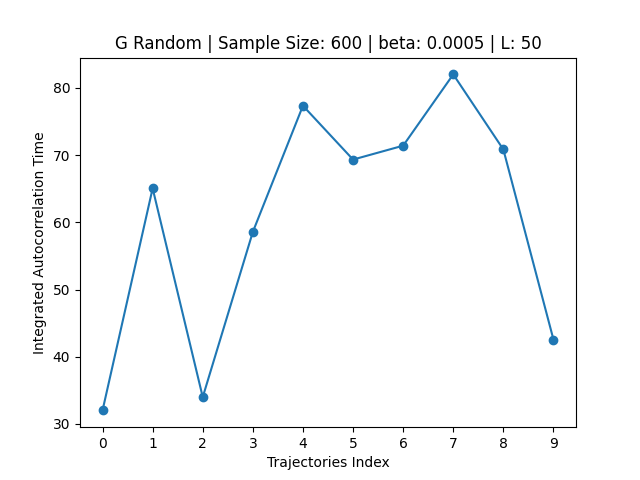 G Random | Sample Size: 600 | beta: 0.0005 | L: 50
Integrated Autocorrelation Time
80
70
60
50
40
30
0 1 2 3 4 5 6 7 8 9
Trajectories Index